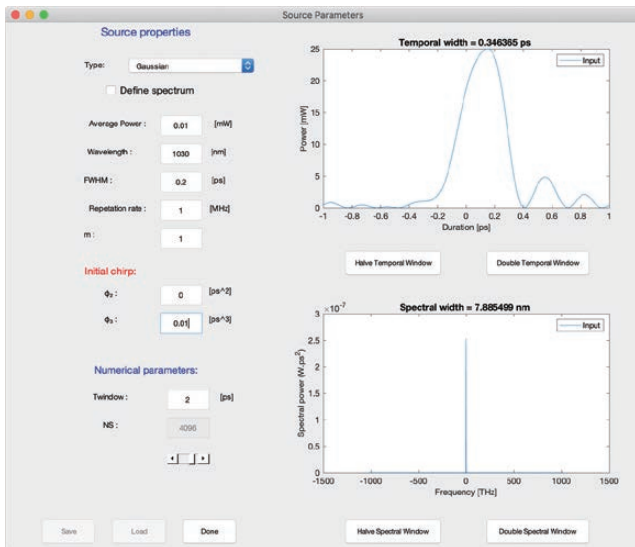 Source Parameters
Source properties
Type: Gaussian
Define spectrum
Average Power : 0.01 [mW]
Wavelength : 1030 [nm]
FWHM : 0.2 [ps]
Repetation rate : 1 [MHz]
m : 1
Initial chirp:
ϕ₂ : 0 [ps^2]
ϕ₃ : 0.01 [ps^3]
Numerical parameters:
Twindow : 2 [ps]
NS : 4096
Save Load Done
Temporal width = 0.346365 ps
Input
Power [mW]
25
20
15
10
5
0
-1 -0.8 -0.6 -0.4 -0.2 0 0.2 0.4 0.6 0.8 1
Duration [ps]
Halve Temporal Window Double Temporal Window
Spectral width = 7.885499 nm
×10⁻⁷
Input
Spectral power (W.ps²)
3
2.5
2
1.5
1
0.5
0
-1500 -1000 -500 0 500 1000 1500
Frequency [THz]
Halve Spectral Window Double Spectral Window